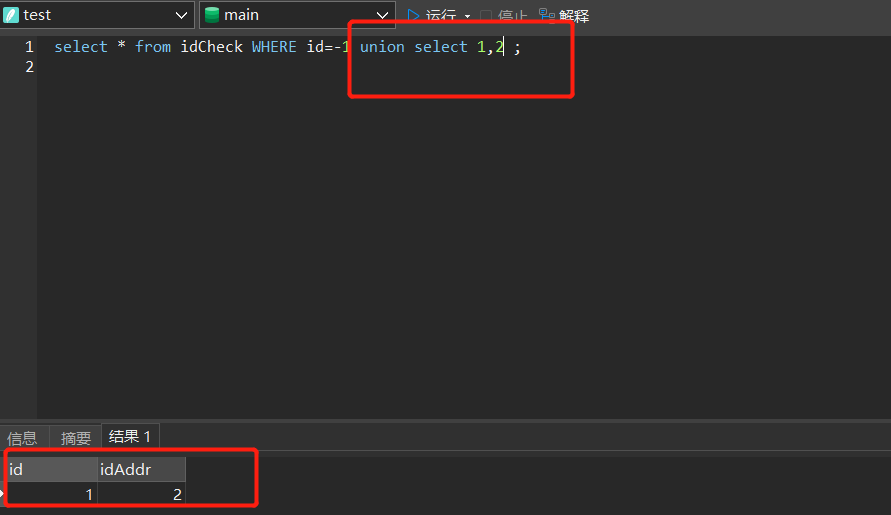 test main 运行 停止 解释
1 select * from idCheck WHERE id=-1 union select 1,2 ;
2
信息 摘要 结果 1
id idAddr
1 2